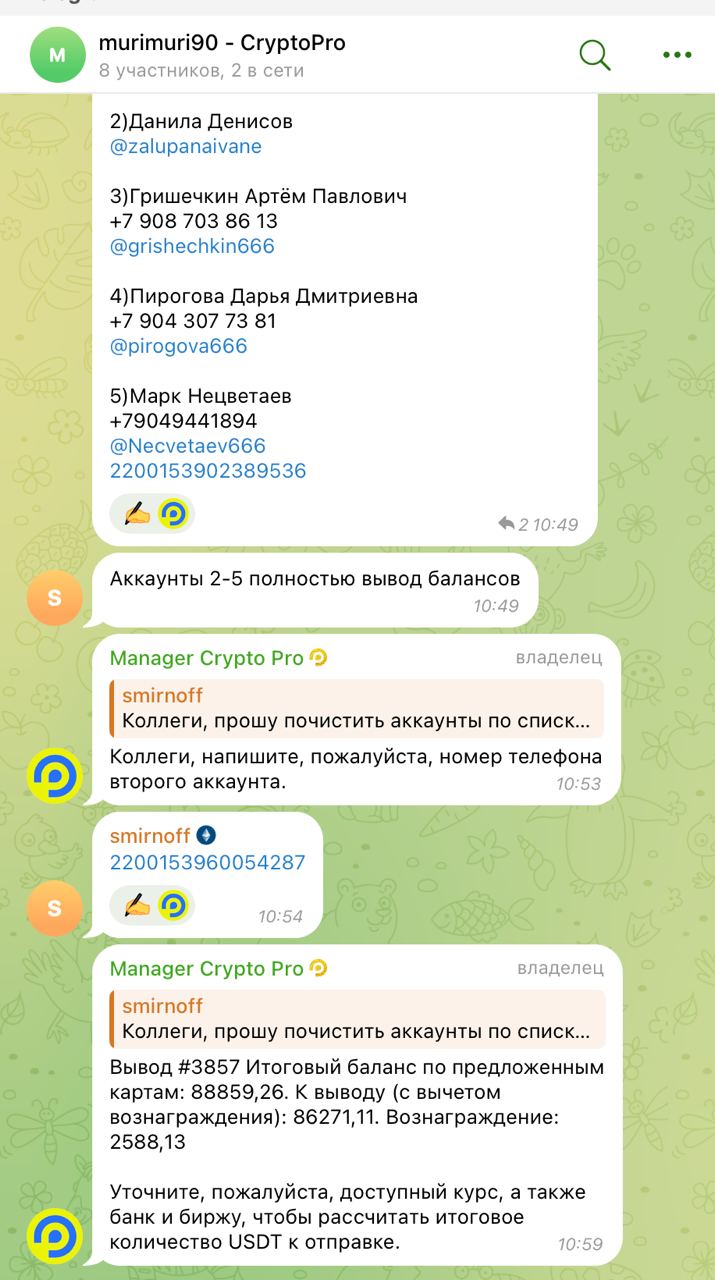 murimuri90 - CryptoPro
8 участников, 2 в сети
M
2)Данила Денисов
@zalupanaivane
3)Гришечкин Артём Павлович
+7 908 703 86 13
@grishechkin666
4)Пирогова Дарья Дмитриевна
+7 904 307 73 81
@pirogova666
5)Марк Нецветаев
+79049441894
@Necvetaev666
2200153902389536
2 10:49
Аккаунты 2-5 полностью вывод балансов
10:49
S
Manager Crypto Pro владелец
smirnoff
Коллеги, прошу почистить аккаунты по списк...
Коллеги, напишите, пожалуйста, номер телефона
второго аккаунта.
10:53
smirnoff
2200153960054287
10:54
S
Manager Crypto Pro владелец
smirnoff
Коллеги, прошу почистить аккаунты по списк...
Вывод #3857 Итоговый баланс по предложенным
картам: 88859,26. К выводу (с вычетом
вознаграждения): 86271,11. Вознаграждение:
2588,13
Уточните, пожалуйста, доступный курс, а также
банк и биржу, чтобы рассчитать итоговое
количество USDT к отправке.
10:59